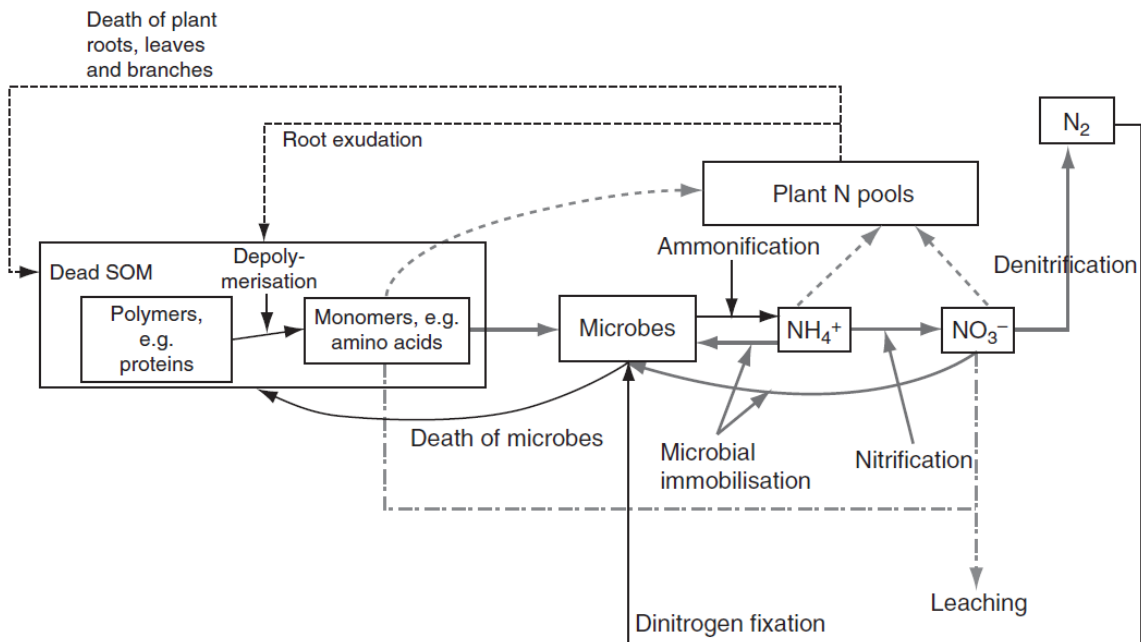 Death of plant
roots, leaves
and branches
Root exudation
N₂
Plant N pools
Ammonification
Denitrification
Dead SOM
Depoly-
merisation
Polymers,
e.g.
proteins
Monomers, e.g.
amino acids
Microbes
NH₄⁺
NO₃⁻
Death of microbes
Microbial
immobilisation
Nitrification
Leaching
Dinitrogen fixation